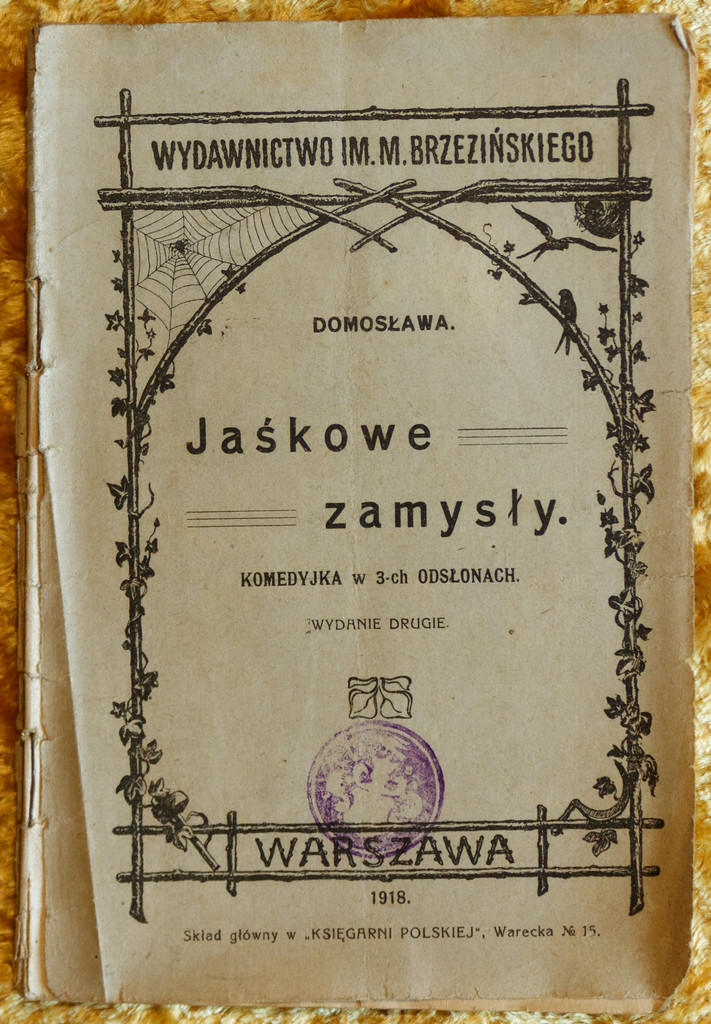 WYDAWNICTWO IM. M. BRZEZIŃSKIEGO
DOMOSŁAWA.
Jaśkowe
zamysły.
KOMEDYJKA w 3-ch ODSŁONACH.
WYDANIE DRUGIE.
WARSZAWA
1918.
Skład główny w „KSIĘGARNI POLSKIEJ", Warecka № 15.